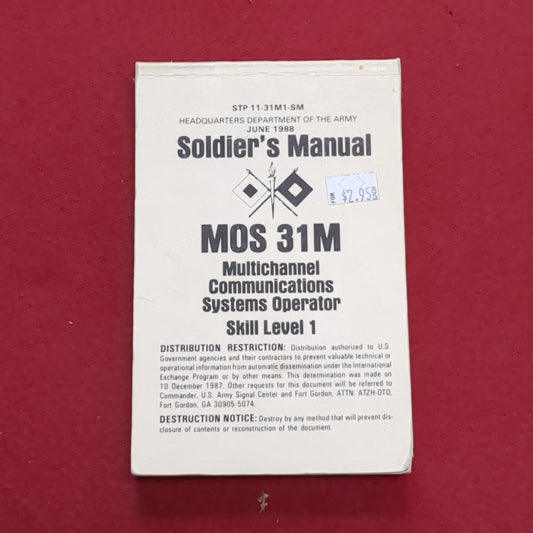 STP 11-31M1-SM
HEADQUARTERS DEPARTMENT OF THE ARMY
JUNE 1988
Soldier's Manual
FOR $2.95
MOS 31M
Multichannel
Communications
Systems Operator
Skill Level 1
DISTRIBUTION RESTRICTION: Distribution authorized to U.S.
Government agencies and their contractors to prevent valuable technical or
operational information from automatic dissemination under the International
Exchange Program or by other means. This determination was made on
10 December 1987. Other requests for this document will be referred to
Commander, U.S. Army Signal Center and Fort Gordon, ATTN: ATZH-DTD,
Fort Gordon, GA 30905-5074.
DESTRUCTION NOTICE: Destroy by any method that will prevent dis-
closure of contents or reconstruction of the document.